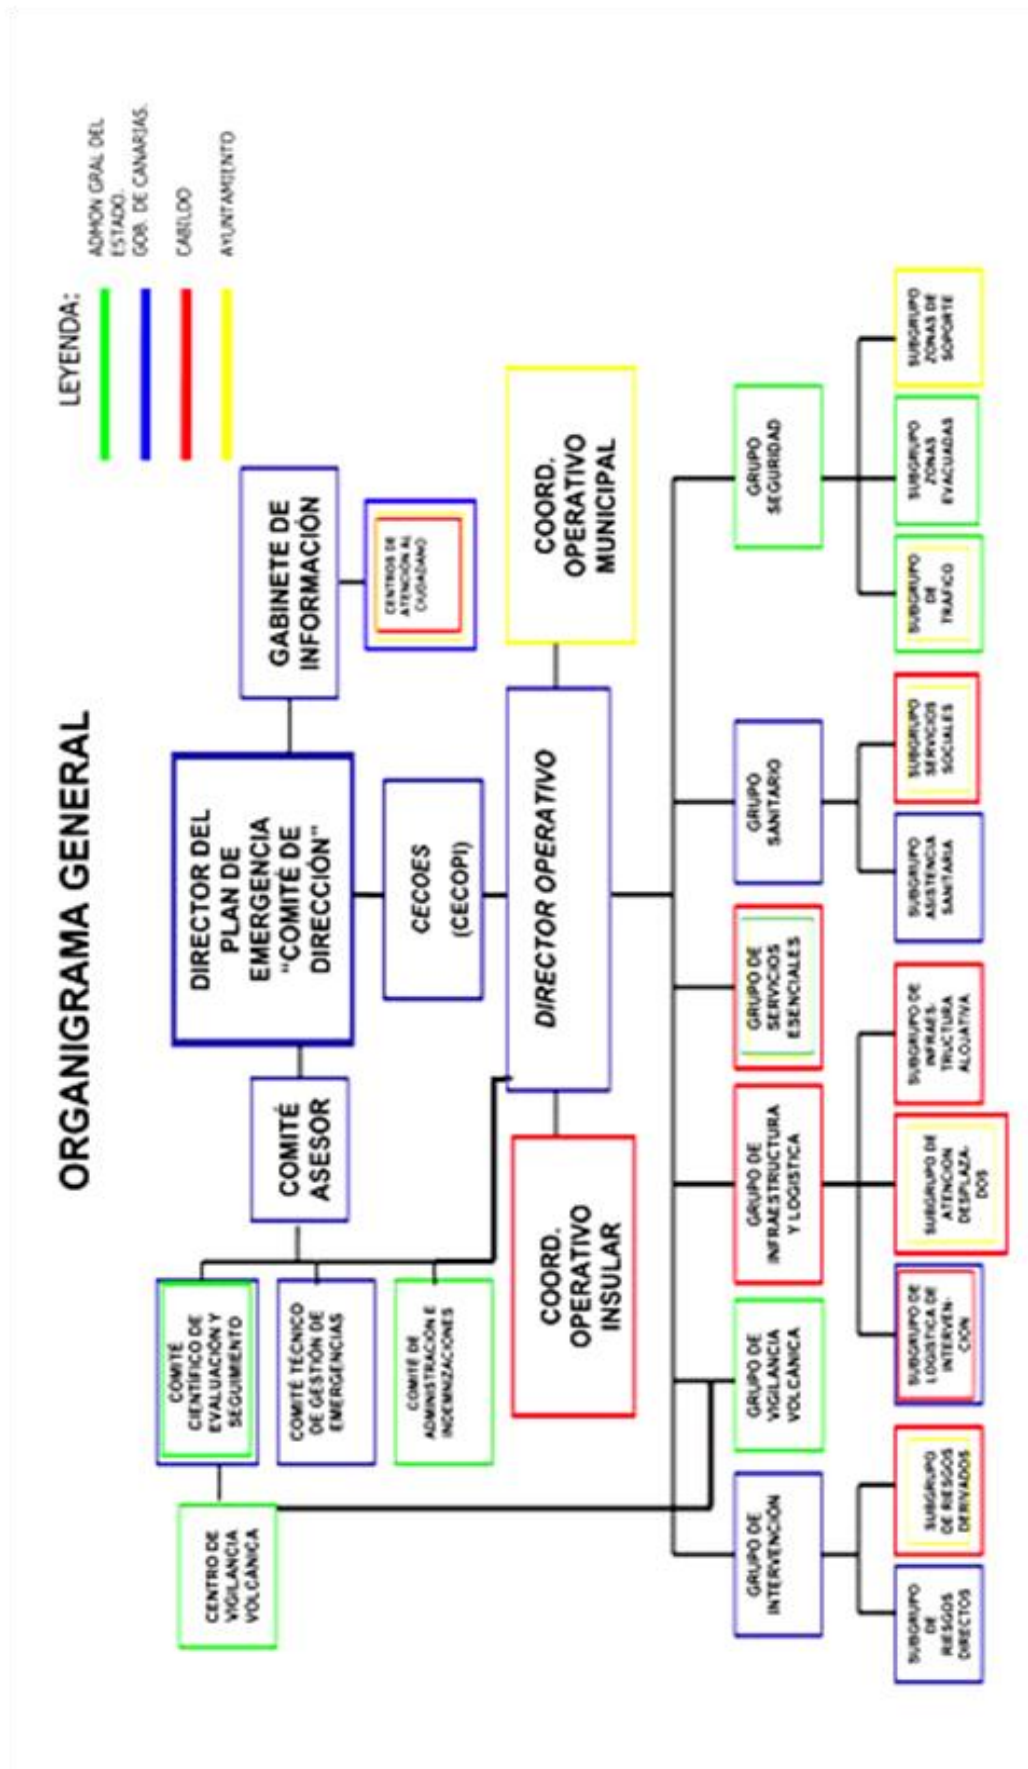 ORGANIGRAMA GENERAL
LEYENDA:
ADMON GRAL DEL
ESTADO.
GOB. DE CANARIAS.
CABILDO
AYUNTAMIENTO
DIRECTOR DEL
PLAN DE
EMERGENCIA
"COMITÉ DE
DIRECCIÓN"
GABINETE DE
INFORMACIÓN
CENTROS DE
ATENCIÓN AL
CIUDADANO
COMITÉ
ASESOR
COMITÉ
CIENTÍFICO DE
EVALUACIÓN Y
SEGUIMIENTO
COMITÉ TÉCNICO
DE GESTIÓN DE
EMERGENCIAS
COMITÉ DE
ADMINISTRACIÓN E
INDEMNIZACIONES
CENTRO DE
VIGILANCIA
VOLCÁNICA
CECOES
(CECOPI)
COORD.
OPERATIVO
INSULAR
DIRECTOR OPERATIVO
COORD.
OPERATIVO
MUNICIPAL
GRUPO DE
INTERVENCIÓN
GRUPO DE
VIGILANCIA
VOLCÁNICA
GRUPO DE
INFRAESTRUCTURA
Y LOGISTICA
GRUPO DE
SERVICIOS
ESENCIALES
GRUPO
SANITARIO
GRUPO
SEGURIDAD
SUBGRUPO
DE
RIESGOS
DIRECTOS
SUBGRUPO
DE RIESGOS
DERIVADOS
SUBGRUPO DE
LOGISTICA DE
INTERVEN-
CION
SUBGRUPO DE
ATENCIÓN
DESPLAZA-
DOS
SUBGRUPO DE
INFRAES-
TRUCTURA
ALOJATIVA
SUBGRUPO
ASISTENCIA
SANITARIA
SUBGRUPO
SERVICIOS
SOCIALES
SUBGRUPO
DE
TRAFICO
SUBGRUPO
ZONAS
EVACUADAS
SUBGRUPO
ZONAS DE
SOPORTE